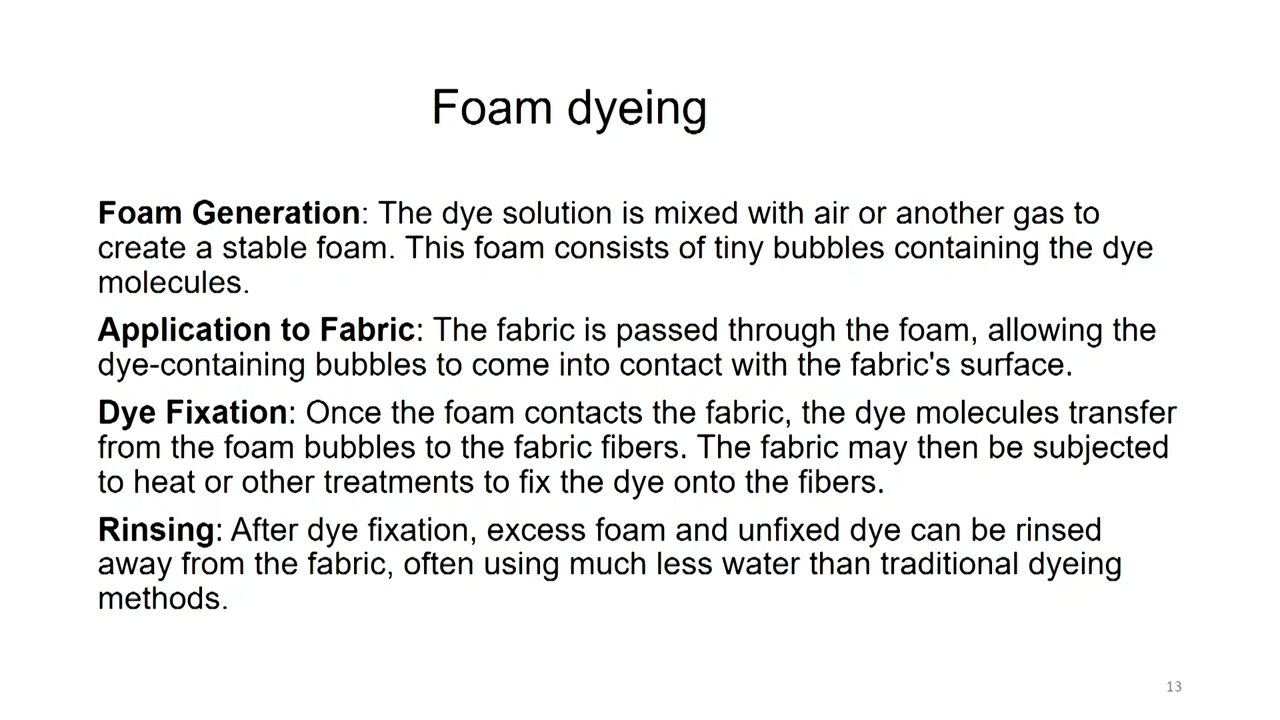 Foam dyeing
Foam Generation: The dye solution is mixed with air or another gas to
create a stable foam. This foam consists of tiny bubbles containing the dye
molecules.
Application to Fabric: The fabric is passed through the foam, allowing the
dye-containing bubbles to come into contact with the fabric's surface.
Dye Fixation: Once the foam contacts the fabric, the dye molecules transfer
from the foam bubbles to the fabric fibers. The fabric may then be subjected
to heat or other treatments to fix the dye onto the fibers.
Rinsing: After dye fixation, excess foam and unfixed dye can be rinsed
away from the fabric, often using much less water than traditional dyeing
methods.
13